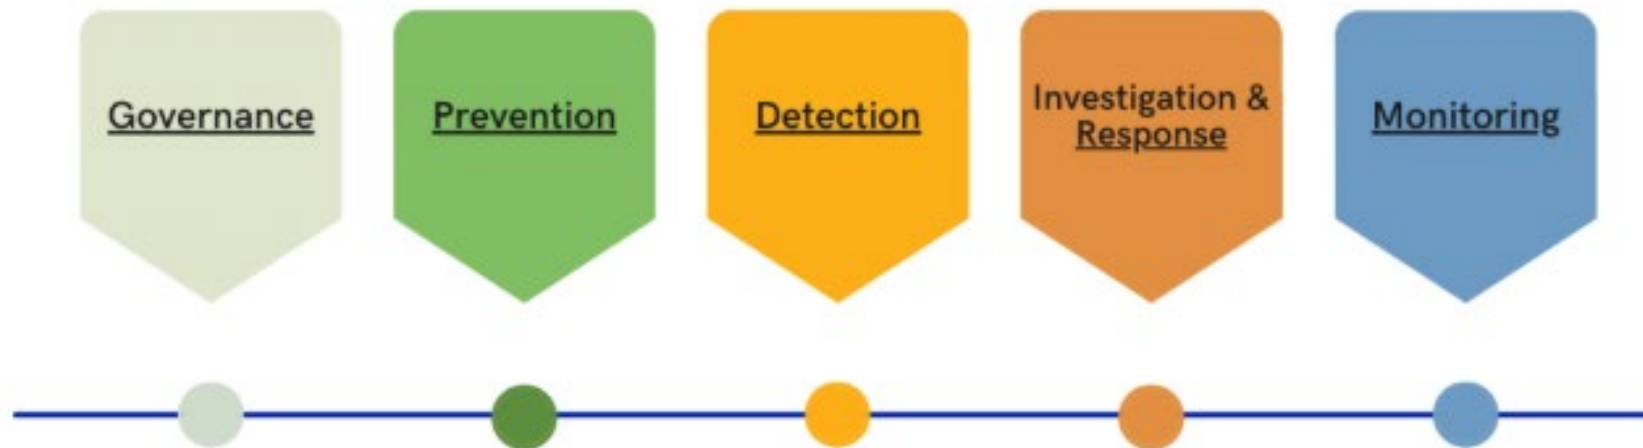 Governance
Prevention
Detection
Investigation &
Response
Monitoring